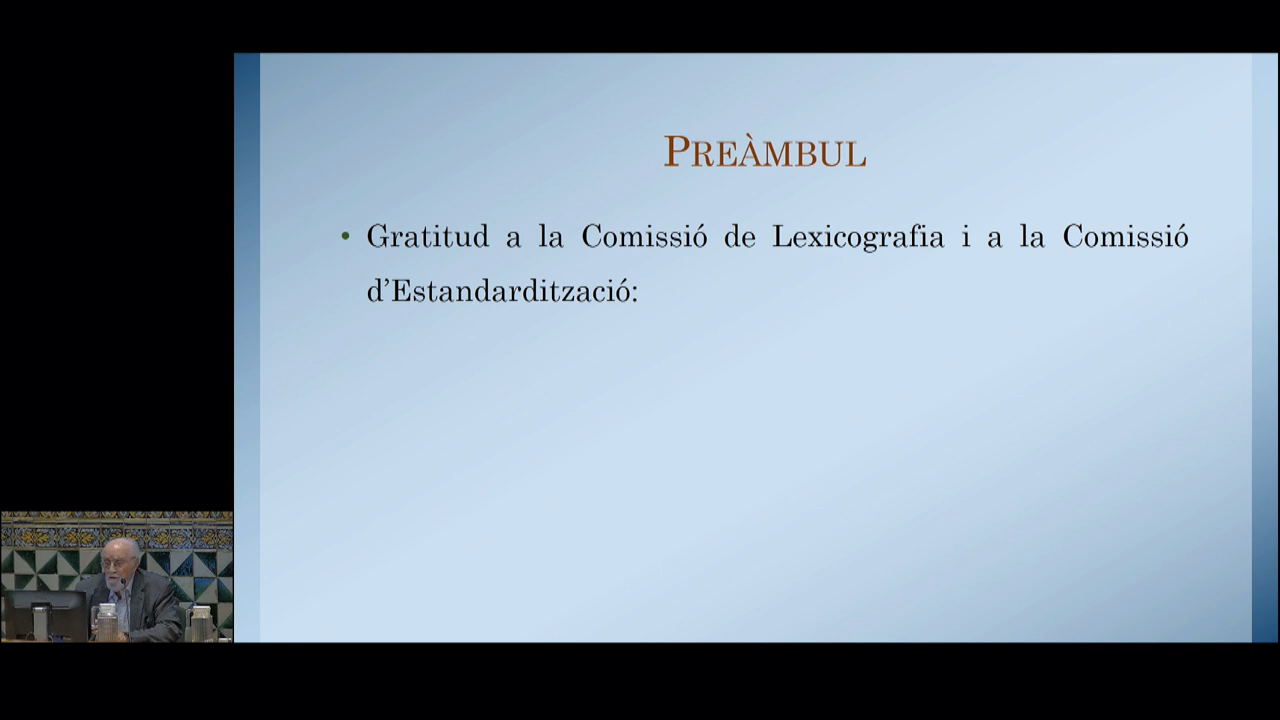 PREÀMBUL
• Gratitud a la Comissió de Lexicografia i a la Comissió
d’Estandardització: